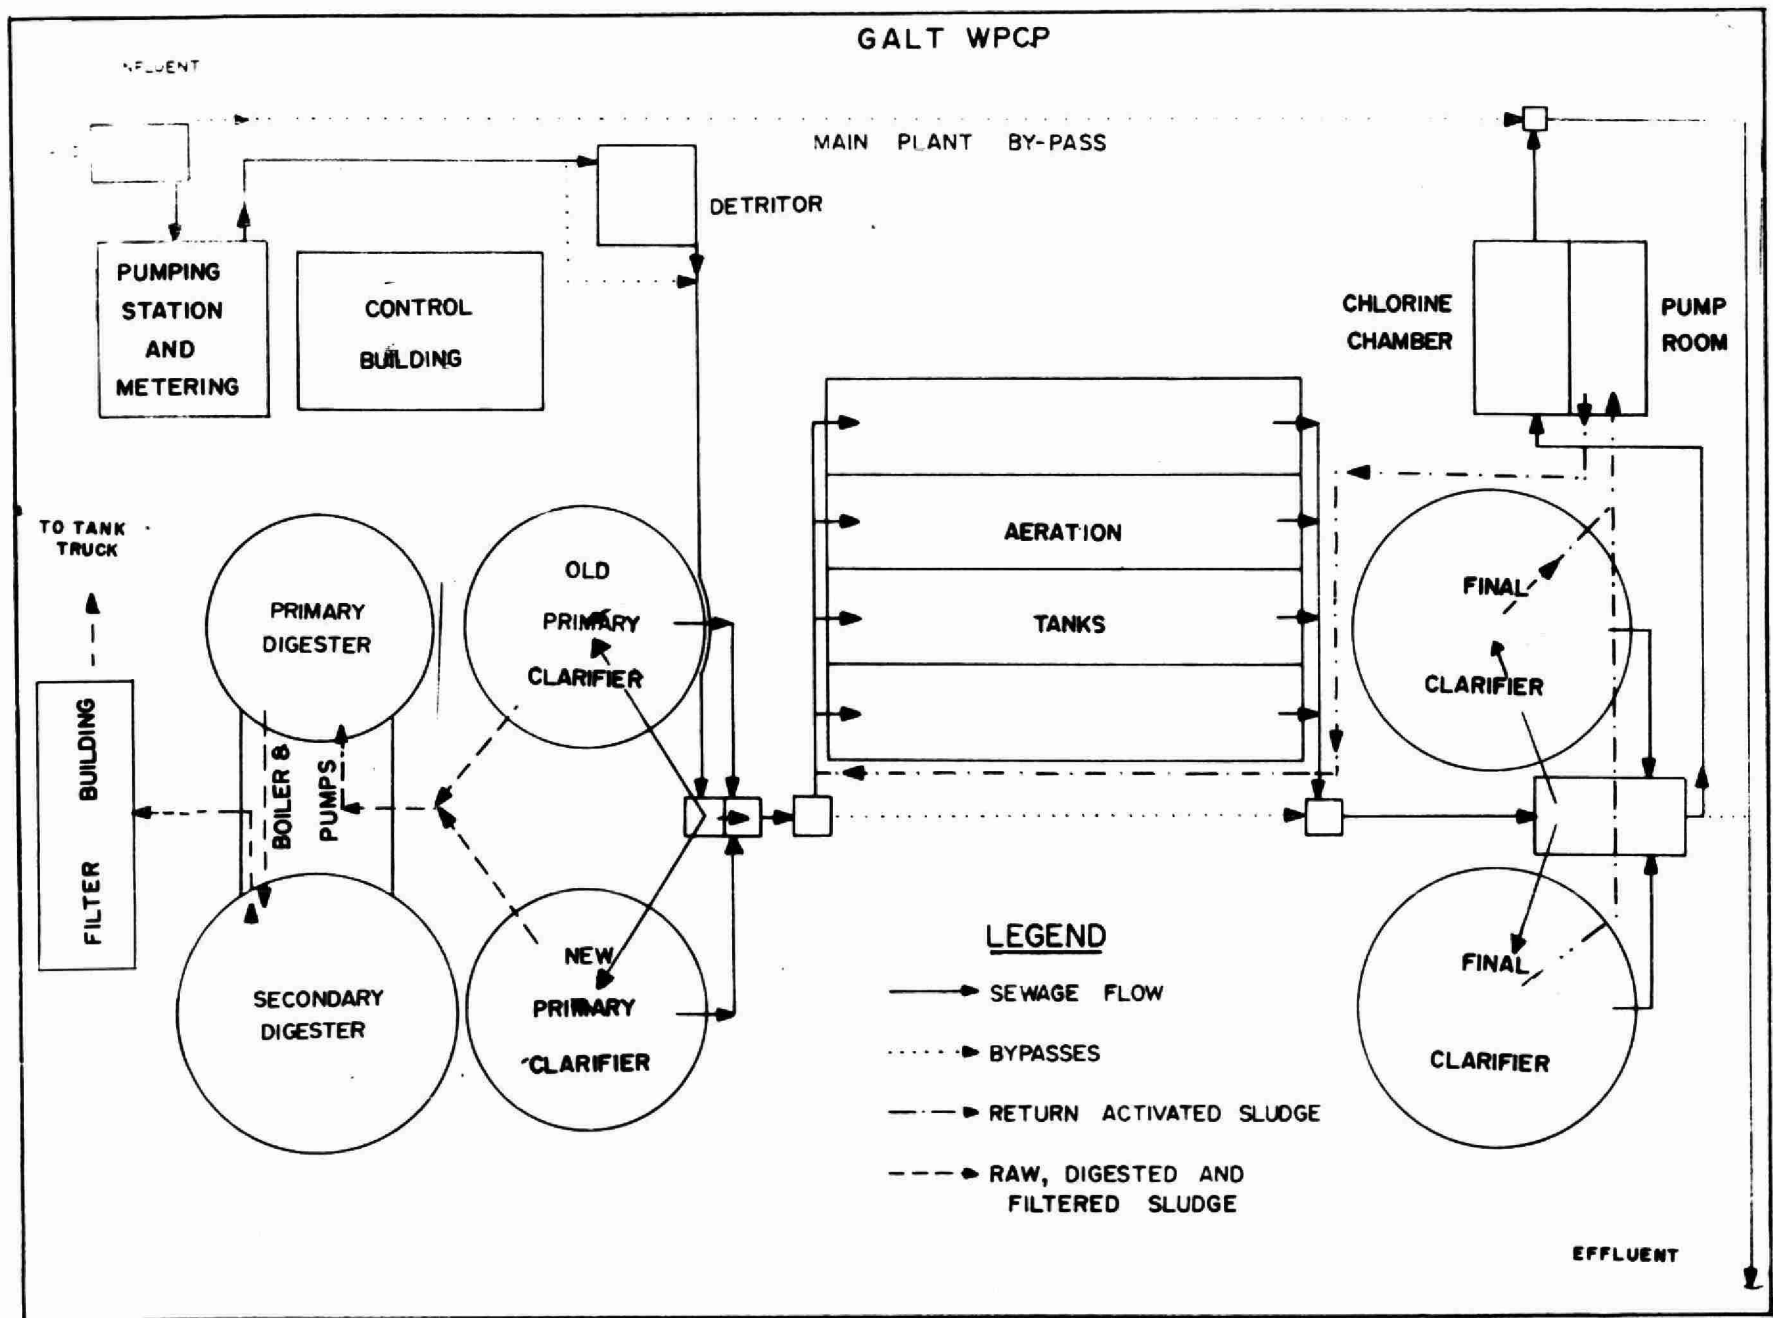 GALT WPCP
NFLUENT
MAIN PLANT BY-PASS
DETRITOR
PUMPING
STATION
AND
METERING
CONTROL
BUILDING
CHLORINE
CHAMBER
PUMP
ROOM
TO TANK
TRUCK
AERATION
TANKS
OLD
PRIMARY
CLARIFIER
PRIMARY
DIGESTER
FINAL
CLARIFIER
BOILER &
PUMPS
FILTER BUILDING
NEW
PRIMARY
CLARIFIER
SECONDARY
DIGESTER
FINAL
CLARIFIER
LEGEND
SEWAGE FLOW
BYPASSES
RETURN ACTIVATED SLUDGE
RAW, DIGESTED AND
FILTERED SLUDGE
EFFLUENT